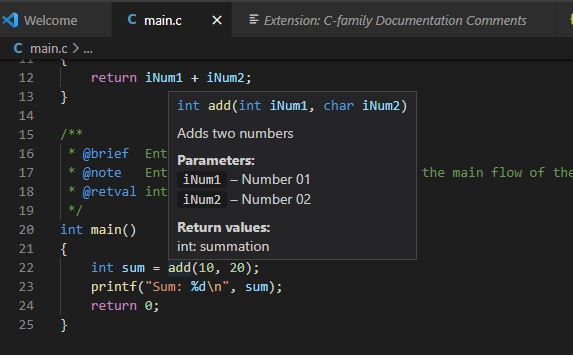 Welcome
C main.c ×
Extension: C-family Documentation Comments
C main.c > ...
11 {
12 return iNum1 + iNum2;
13 }
14
15 /**
16 * @brief Ent
17 * @note Ent
the main flow of the
18 * @retval int
19 */
20 int main()
21 {
22 int sum = add(10, 20);
23 printf("Sum: %d\n", sum);
24 return 0;
25 }
int add(int iNum1, char iNum2)
Adds two numbers
Parameters:
iNum1 – Number 01
iNum2 – Number 02
Return values:
int: summation